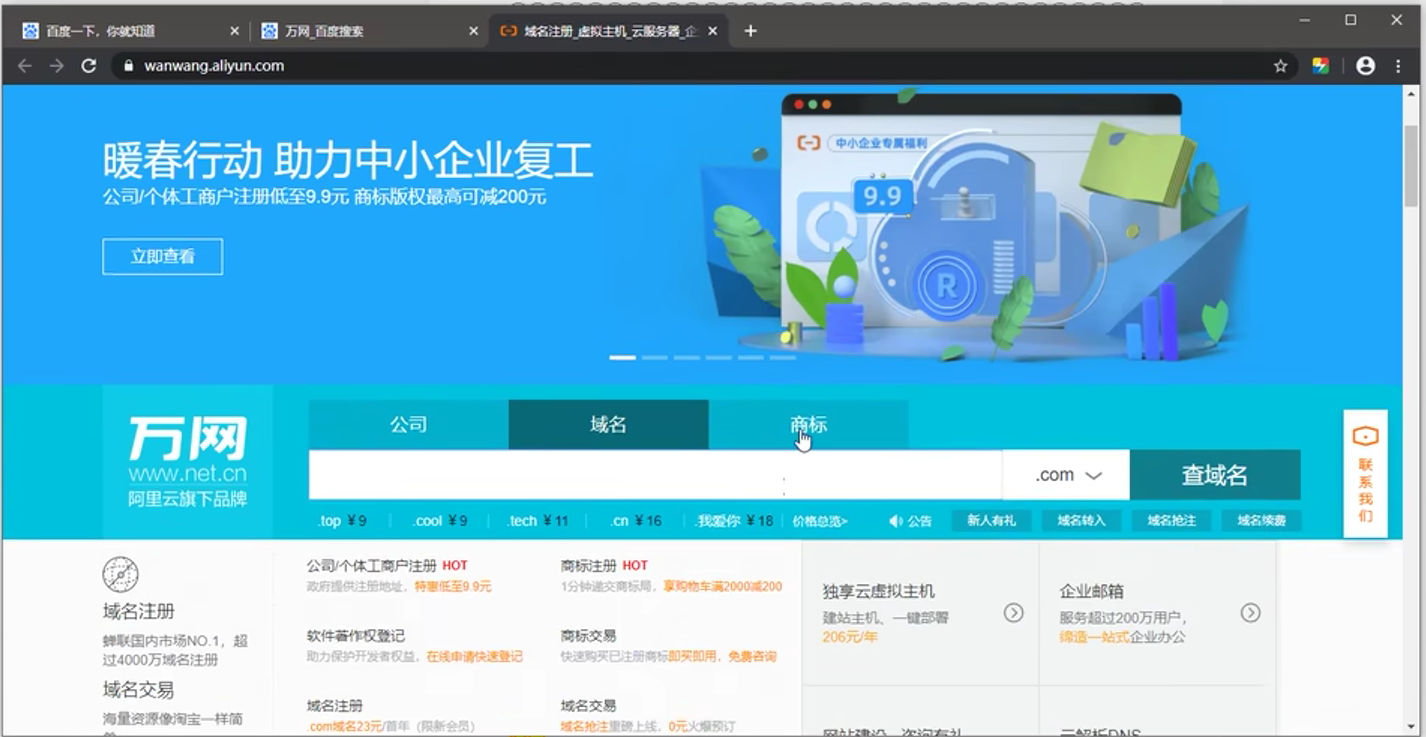 百度一下，你就知道
万网_百度搜索
域名注册_虚拟主机_云服务器_企
wanwang.aliyun.com
暖春行动 助力中小企业复工
公司/个体工商户注册低至9.9元 商标版权最高可减200元
立即查看
中小企业专属福利
9.9
R
万网
www.net.cn
阿里云旗下品牌
公司
域名
商标
.com
查域名
.top ¥9
.cool ¥9
.tech ¥11
.cn ¥16
.我爱你 ¥18
价格总览>
公告
新人有礼
域名转入
域名抢注
域名续费
联系我们
域名注册
蝉联国内市场NO.1，超
过4000万域名注册
域名交易
海量资源像淘宝一样简
公司/个体工商户注册 HOT
政府提供注册地址，特惠低至9.9元
软件著作权登记
助力保护开发者权益，在线申请快速登记
域名注册
.com域名23元/首年（限新会员）
商标注册 HOT
1分钟递交商标局，享购物车满2000减200
商标交易
快速购买已注册商标即买即用，免费咨询
域名交易
域名抢注重磅上线，0元火爆预订
独享云虚拟主机
建站主机、一键部署
206元/年
企业邮箱
服务超过200万用户，
缔造一站式企业办公
网站建设 咨询有礼
云解析DNS